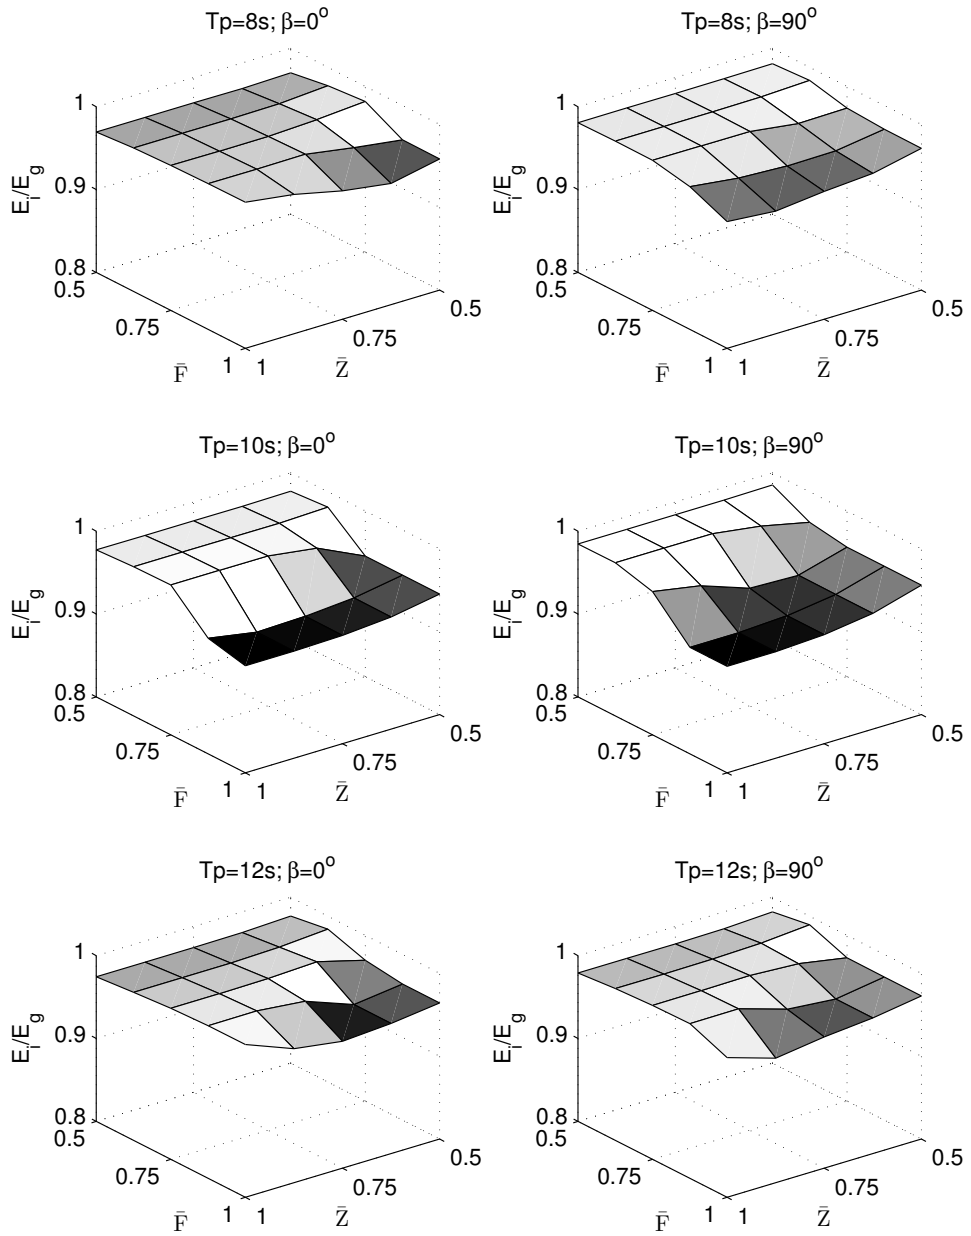 Tp=8s; β=0°
Tp=8s; β=90°
1
0.9
0.8
0.5
0.75
1
1
0.75
0.5
E_i/E_g
F̄
Z̄
1
0.9
0.8
0.5
0.75
1
1
0.75
0.5
E_i/E_g
F̄
Z̄
Tp=10s; β=0°
Tp=10s; β=90°
1
0.9
0.8
0.5
0.75
1
1
0.75
0.5
E_i/E_g
F̄
Z̄
1
0.9
0.8
0.5
0.75
1
1
0.75
0.5
E_i/E_g
F̄
Z̄
Tp=12s; β=0°
Tp=12s; β=90°
1
0.9
0.8
0.5
0.75
1
1
0.75
0.5
E_i/E_g
F̄
Z̄
1
0.9
0.8
0.5
0.75
1
1
0.75
0.5
E_i/E_g
F̄
Z̄